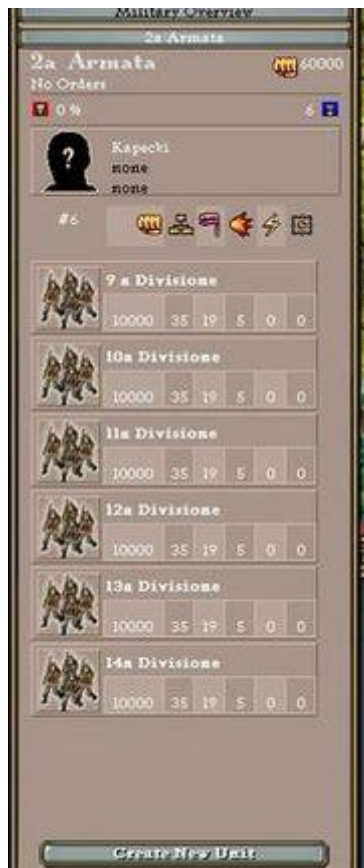 Military Overview
2a Armata
2a Armata 60000
No Orders
0 % 6
Kapecki
none
none
#6
9 a Divisione
10000 35 19 5 0 0
10a Divisione
10000 35 19 5 0 0
11a Divisione
10000 35 19 5 0 0
12a Divisione
10000 35 19 5 0 0
13a Divisione
10000 35 19 5 0 0
14a Divisione
10000 35 19 5 0 0
Create New Unit